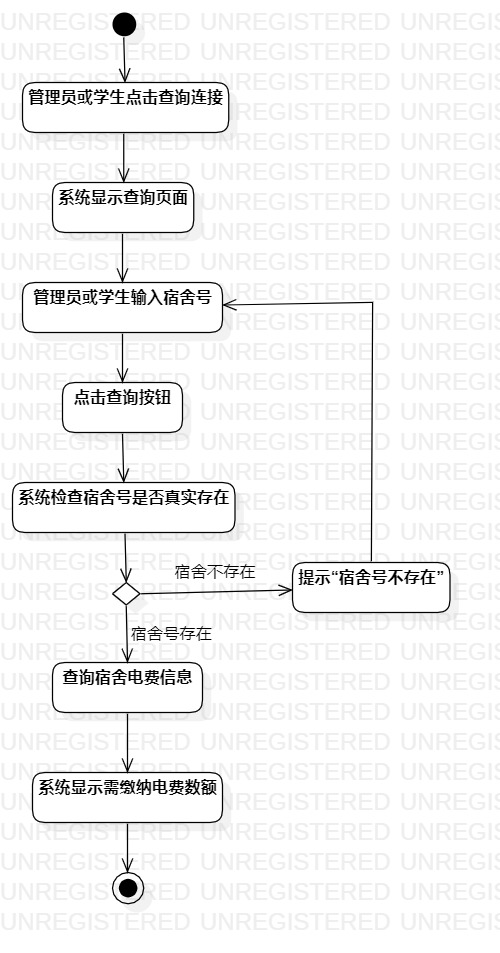 管理员或学生点击查询连接
系统显示查询页面
管理员或学生输入宿舍号
点击查询按钮
系统检查宿舍号是否真实存在
宿舍不存在
提示“宿舍号不存在”
宿舍号存在
查询宿舍电费信息
系统显示需缴纳电费数额
UNREGISTERED